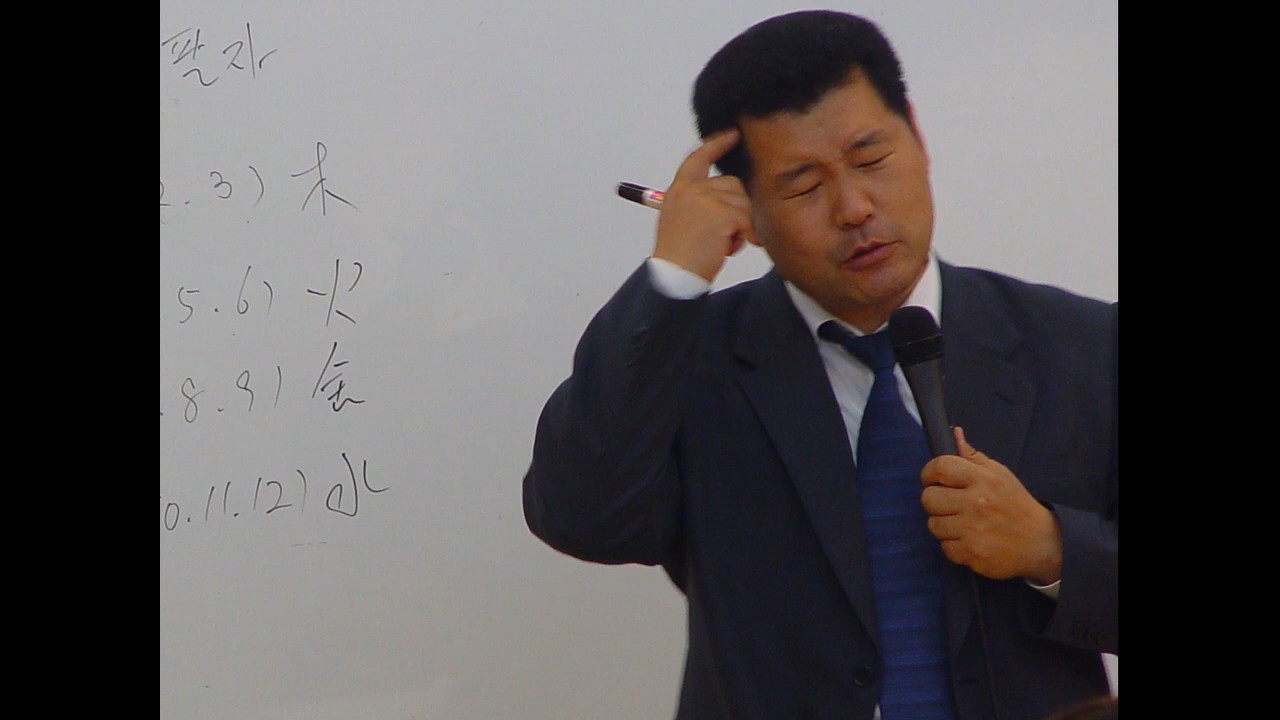 팔자
2.3) 木
5.6) 火
.8.9) 金
0.11.12) 水